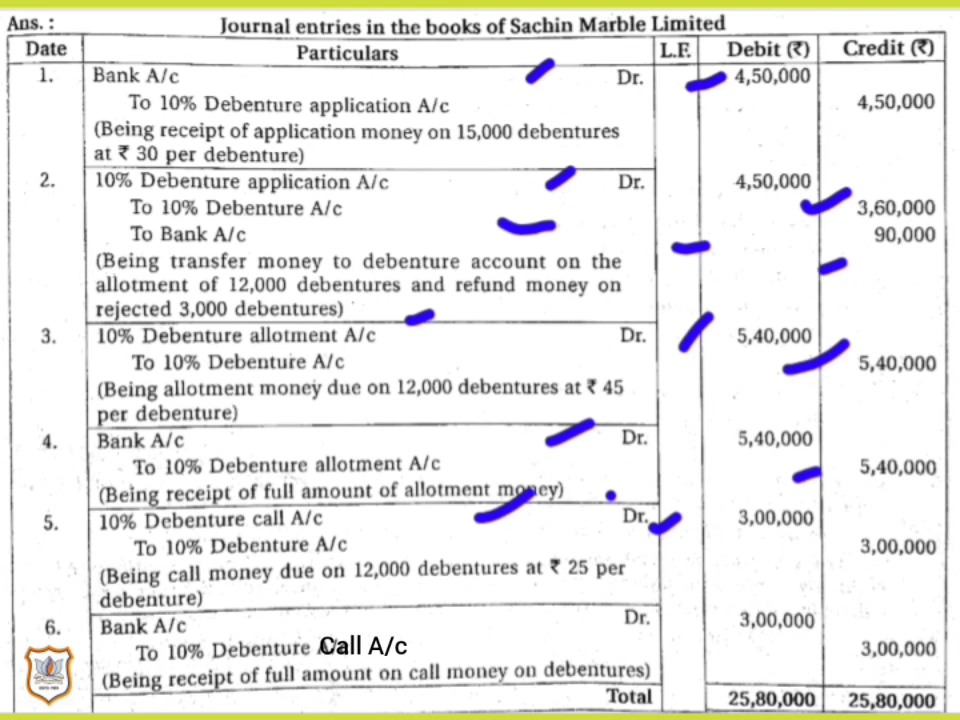 Ans. : Journal entries in the books of Sachin Marble Limited
Date Particulars L.F. Debit (₹) Credit (₹)
1. Bank A/c Dr. 4,50,000
To 10% Debenture application A/c 4,50,000
(Being receipt of application money on 15,000 debentures
at ₹ 30 per debenture)
2. 10% Debenture application A/c Dr. 4,50,000
To 10% Debenture A/c 3,60,000
To Bank A/c 90,000
(Being transfer money to debenture account on the
allotment of 12,000 debentures and refund money on
rejected 3,000 debentures)
3. 10% Debenture allotment A/c Dr. 5,40,000
To 10% Debenture A/c 5,40,000
(Being allotment money due on 12,000 debentures at ₹ 45
per debenture)
4. Bank A/c Dr. 5,40,000
To 10% Debenture allotment A/c 5,40,000
(Being receipt of full amount of allotment money)
5. 10% Debenture call A/c Dr. 3,00,000
To 10% Debenture A/c 3,00,000
(Being call money due on 12,000 debentures at ₹ 25 per
debenture)
6. Bank A/c Dr. 3,00,000
To 10% Debenture Call A/c 3,00,000
(Being receipt of full amount on call money on debentures)
Total 25,80,000 25,80,000